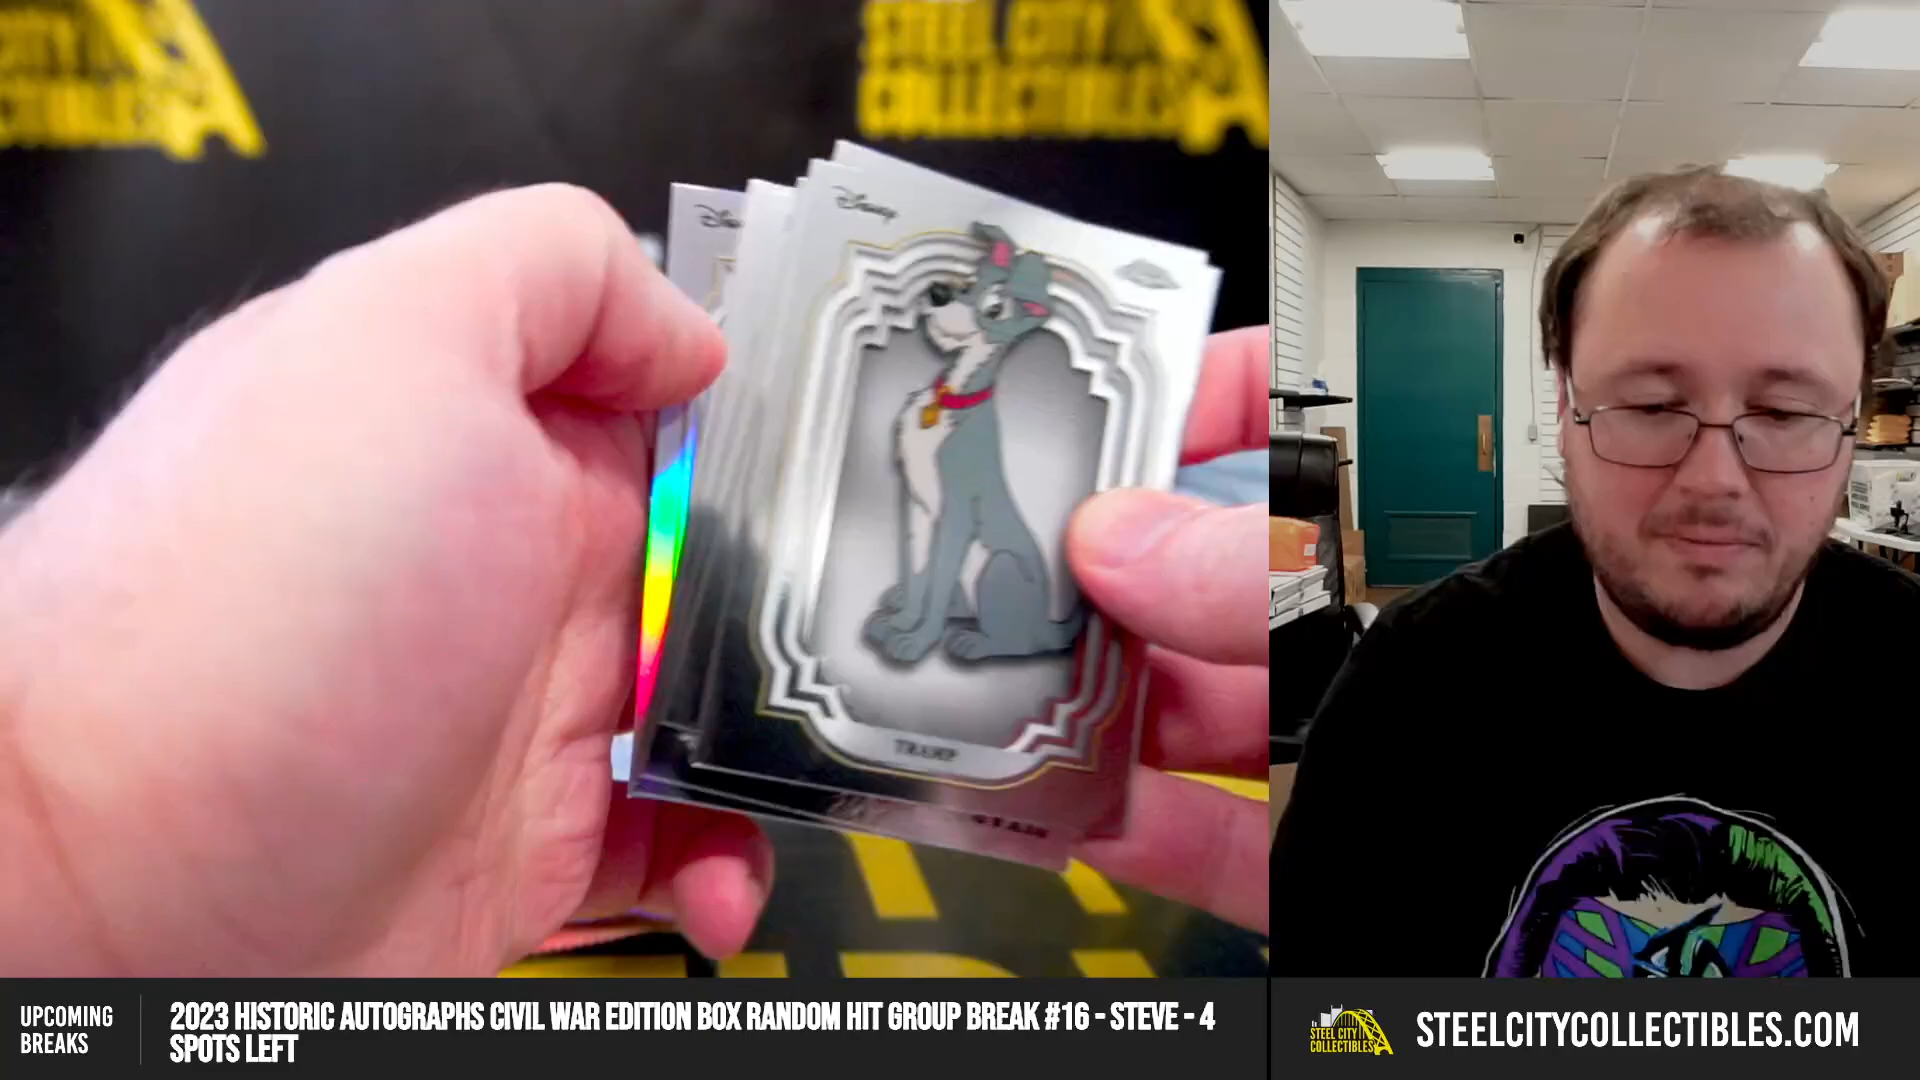 CITY
STEEL CITY
COLLECTIBLES
Disney
TRAMP
UPCOMING
BREAKS
2023 HISTORIC AUTOGRAPHS CIVIL WAR EDITION BOX RANDOM HIT GROUP BREAK #16 - STEVE - 4
SPOTS LEFT
STEEL CITY
COLLECTIBLES
STEELCITYCOLLECTIBLES.COM